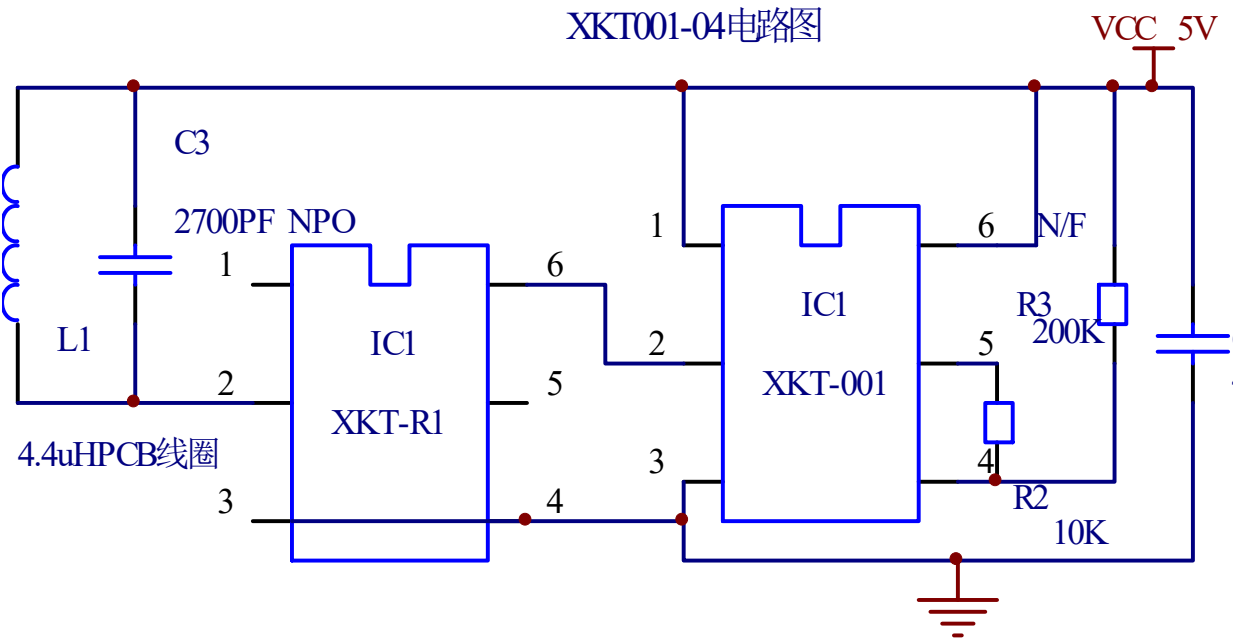 XKT001-04电路图
VCC 5V
C3
2700PF NPO
1
6
N/F
1
6
IC1
R3
200K
L1
IC1
2
5
2
5
XKT-001
XKT-R1
4.4uHPCB线圈
3
4
R2
3
4
10K